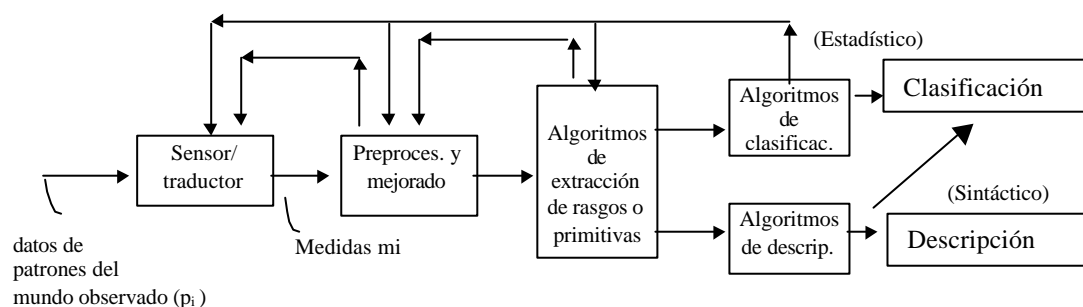 (Estadístico)
Clasificación
Algoritmos
de
clasificac.
Sensor/
traductor
Preproces. y
mejorado
Algoritmos
de
extracción
de rasgos o
primitivas
(Sintáctico)
Algoritmos
de descrip.
Descripción
datos de
patrones del
mundo observado (pi )
Medidas mi